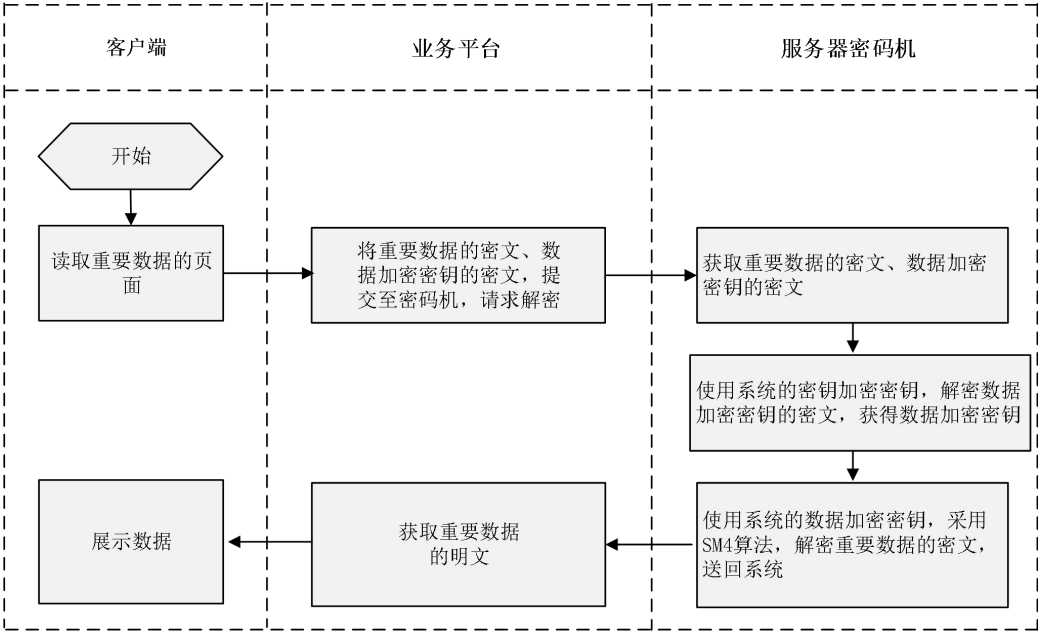 客户端
业务平台
服务器密码机
开始
读取重要数据的页
面
将重要数据的密文、数
据加密密钥的密文，提
交至密码机，请求解密
获取重要数据的密文、数据加密
密钥的密文
使用系统的密钥加密密钥，解密数据
加密密钥的密文，获得数据加密密钥
使用系统的数据加密密钥，采用
SM4算法，解密重要数据的密文，
送回系统
获取重要数据
的明文
展示数据